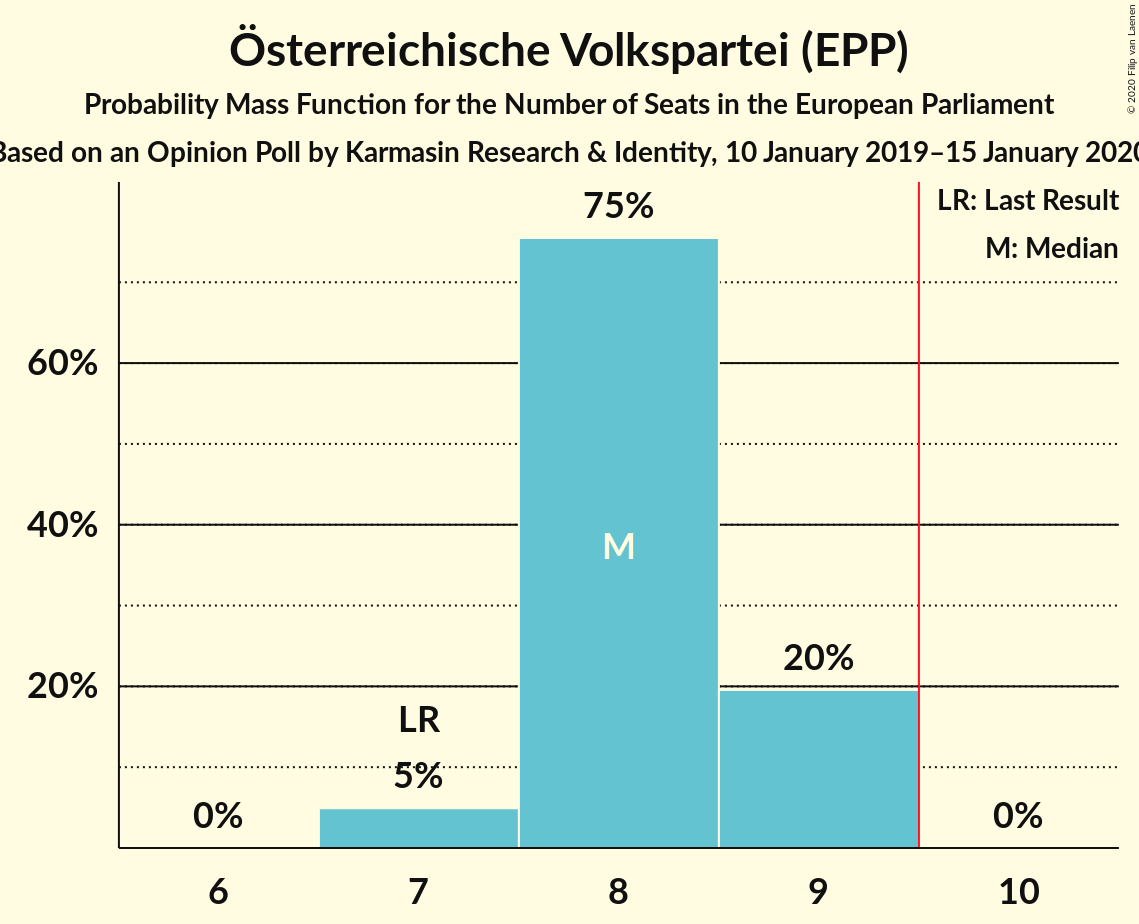 Österreichische Volkspartei (EPP)
Probability Mass Function for the Number of Seats in the European Parliament
Based on an Opinion Poll by Karmasin Research & Identity, 10 January 2019–15 January 2020
© 2020 Filip van Laenen
LR: Last Result
M: Median
75%
60%
40%
M
20%
20%
LR
5%
0%
0%
6
7
8
9
10